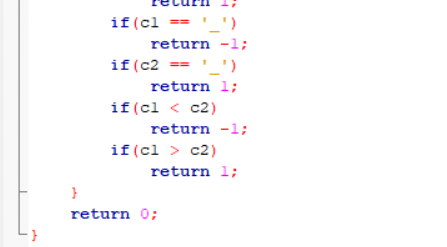 return 1;
if(c1 == '_')
return -1;
if(c2 == '_')
return 1;
if(c1 < c2)
return -1;
if(c1 > c2)
return 1;
}
return 0;
}